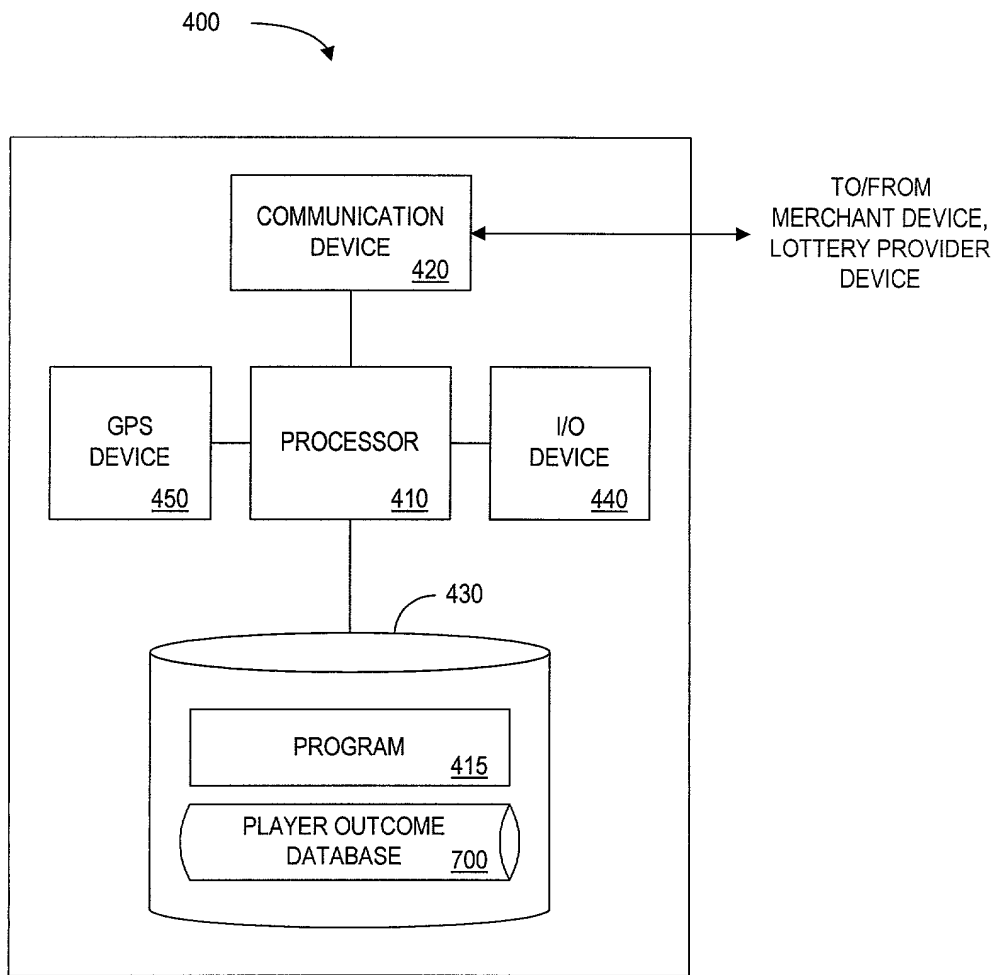 400
COMMUNICATION
DEVICE
420
TO/FROM
MERCHANT DEVICE,
LOTTERY PROVIDER
DEVICE
GPS
DEVICE
450
PROCESSOR
410
I/O
DEVICE
440
430
PROGRAM
415
PLAYER OUTCOME
DATABASE
700